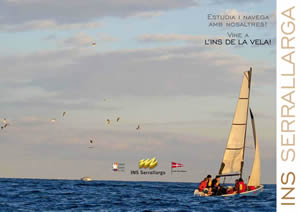 ESTUDIA I NAVEGA
AMB NOSALTRES!
VINE A
L'INS DE LA VELA!
INS SERRALLARGA
INS Serrallarga